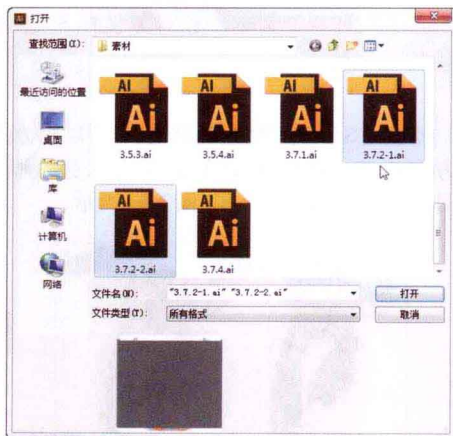 打开
查找范围(I): 素材
最近访问的位置
桌面
库
计算机
网络
AI AI AI AI
Ai Ai Ai Ai
3.5.3.ai 3.5.4.ai 3.7.1.ai 3.7.2-1.ai
AI AI
Ai Ai
3.7.2-2.ai 3.7.4.ai
文件名(N): "3.7.2-1.ai" "3.7.2-2.ai" 打开
文件类型(T): 所有格式 取消